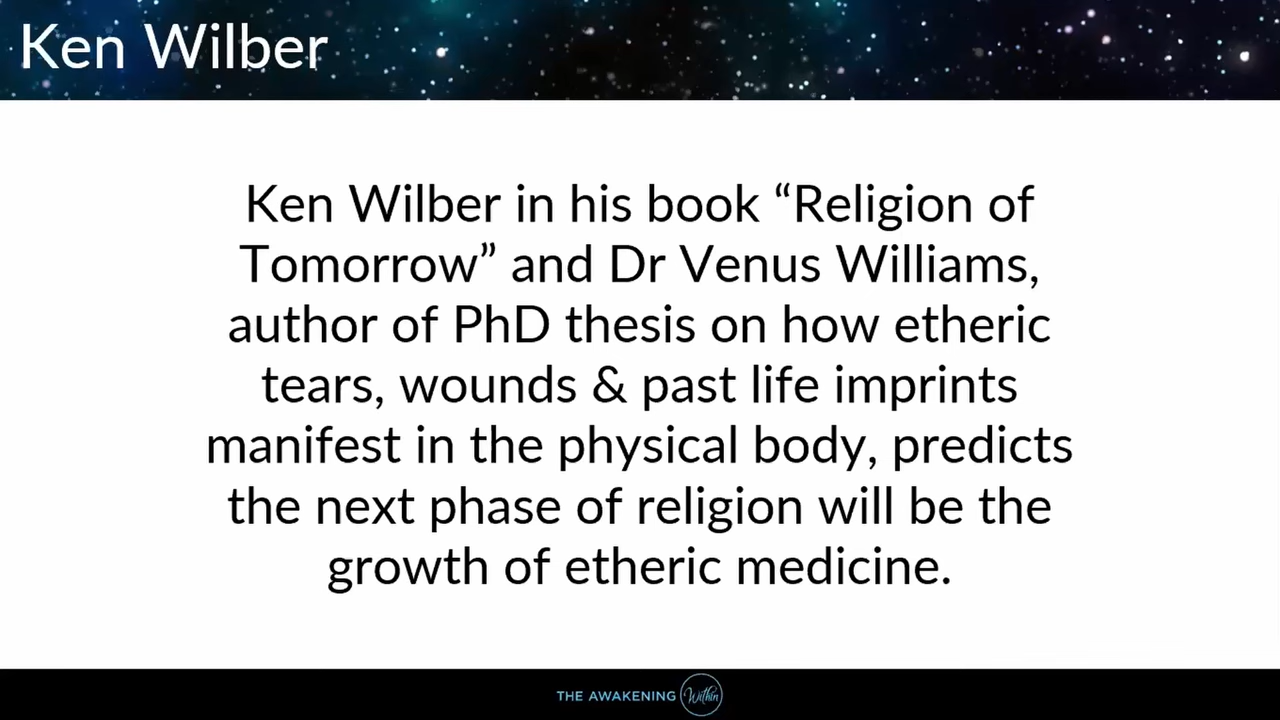 Ken Wilber
Ken Wilber in his book “Religion of
Tomorrow” and Dr Venus Williams,
author of PhD thesis on how etheric
tears, wounds & past life imprints
manifest in the physical body, predicts
the next phase of religion will be the
growth of etheric medicine.
THE AWAKENING Within